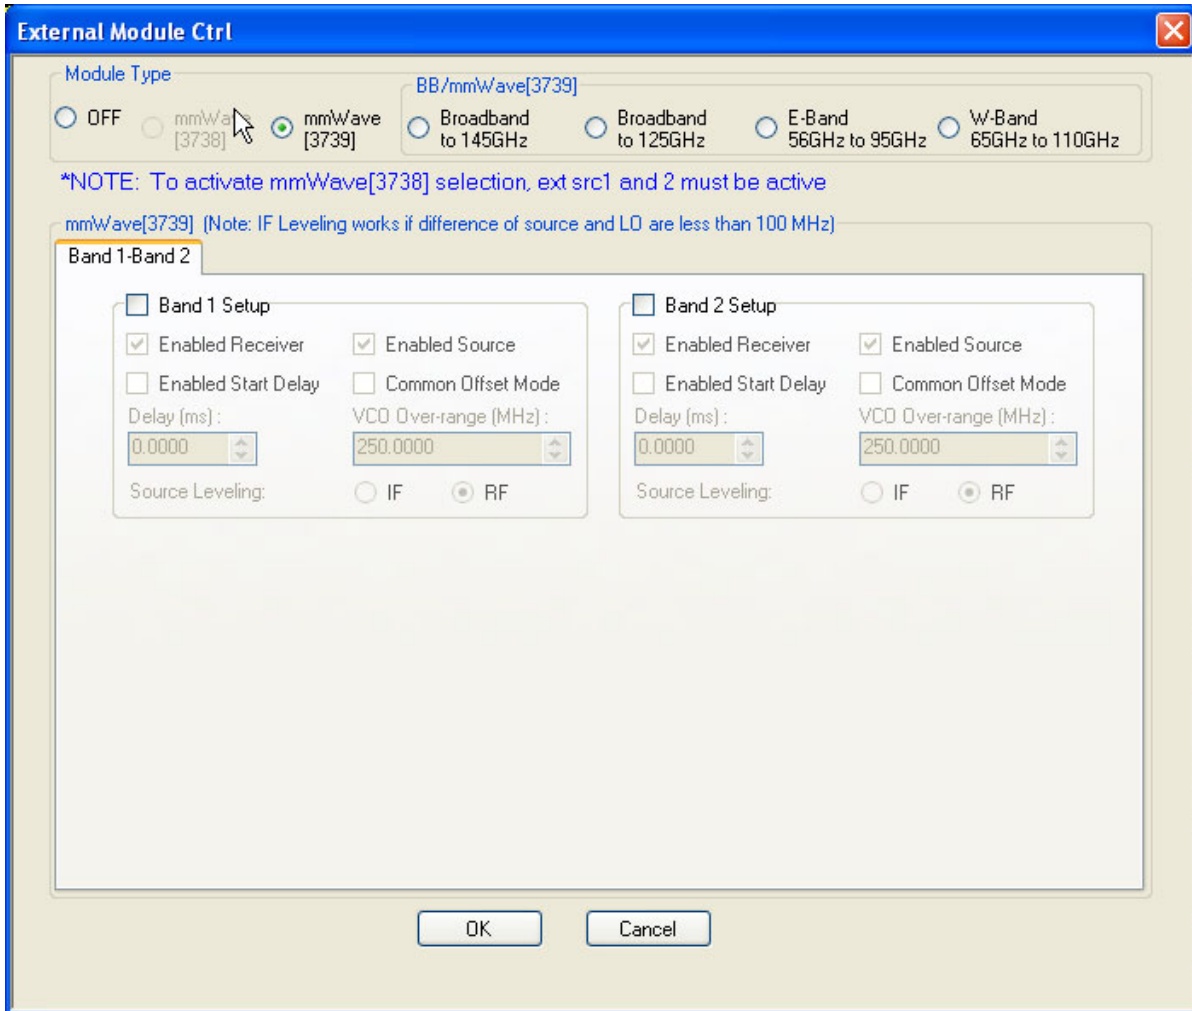 External Module Ctrl
Module Type
OFF
mmWa
[3738]
mmWave
[3739]
BB/mmWave[3739]
Broadband
to 145GHz
Broadband
to 125GHz
E-Band
56GHz to 95GHz
W-Band
65GHz to 110GHz
*NOTE: To activate mmWave[3738] selection, ext src1 and 2 must be active
mmWave[3739] (Note: IF Leveling works if difference of source and LO are less than 100 MHz)
Band 1-Band 2
Band 1 Setup
Enabled Receiver
Enabled Source
Enabled Start Delay
Common Offset Mode
Delay (ms) :
VCO Over-range (MHz) :
0.0000
250.0000
Source Leveling:
IF
RF
Band 2 Setup
Enabled Receiver
Enabled Source
Enabled Start Delay
Common Offset Mode
Delay (ms) :
VCO Over-range (MHz) :
0.0000
250.0000
Source Leveling:
IF
RF
OK
Cancel